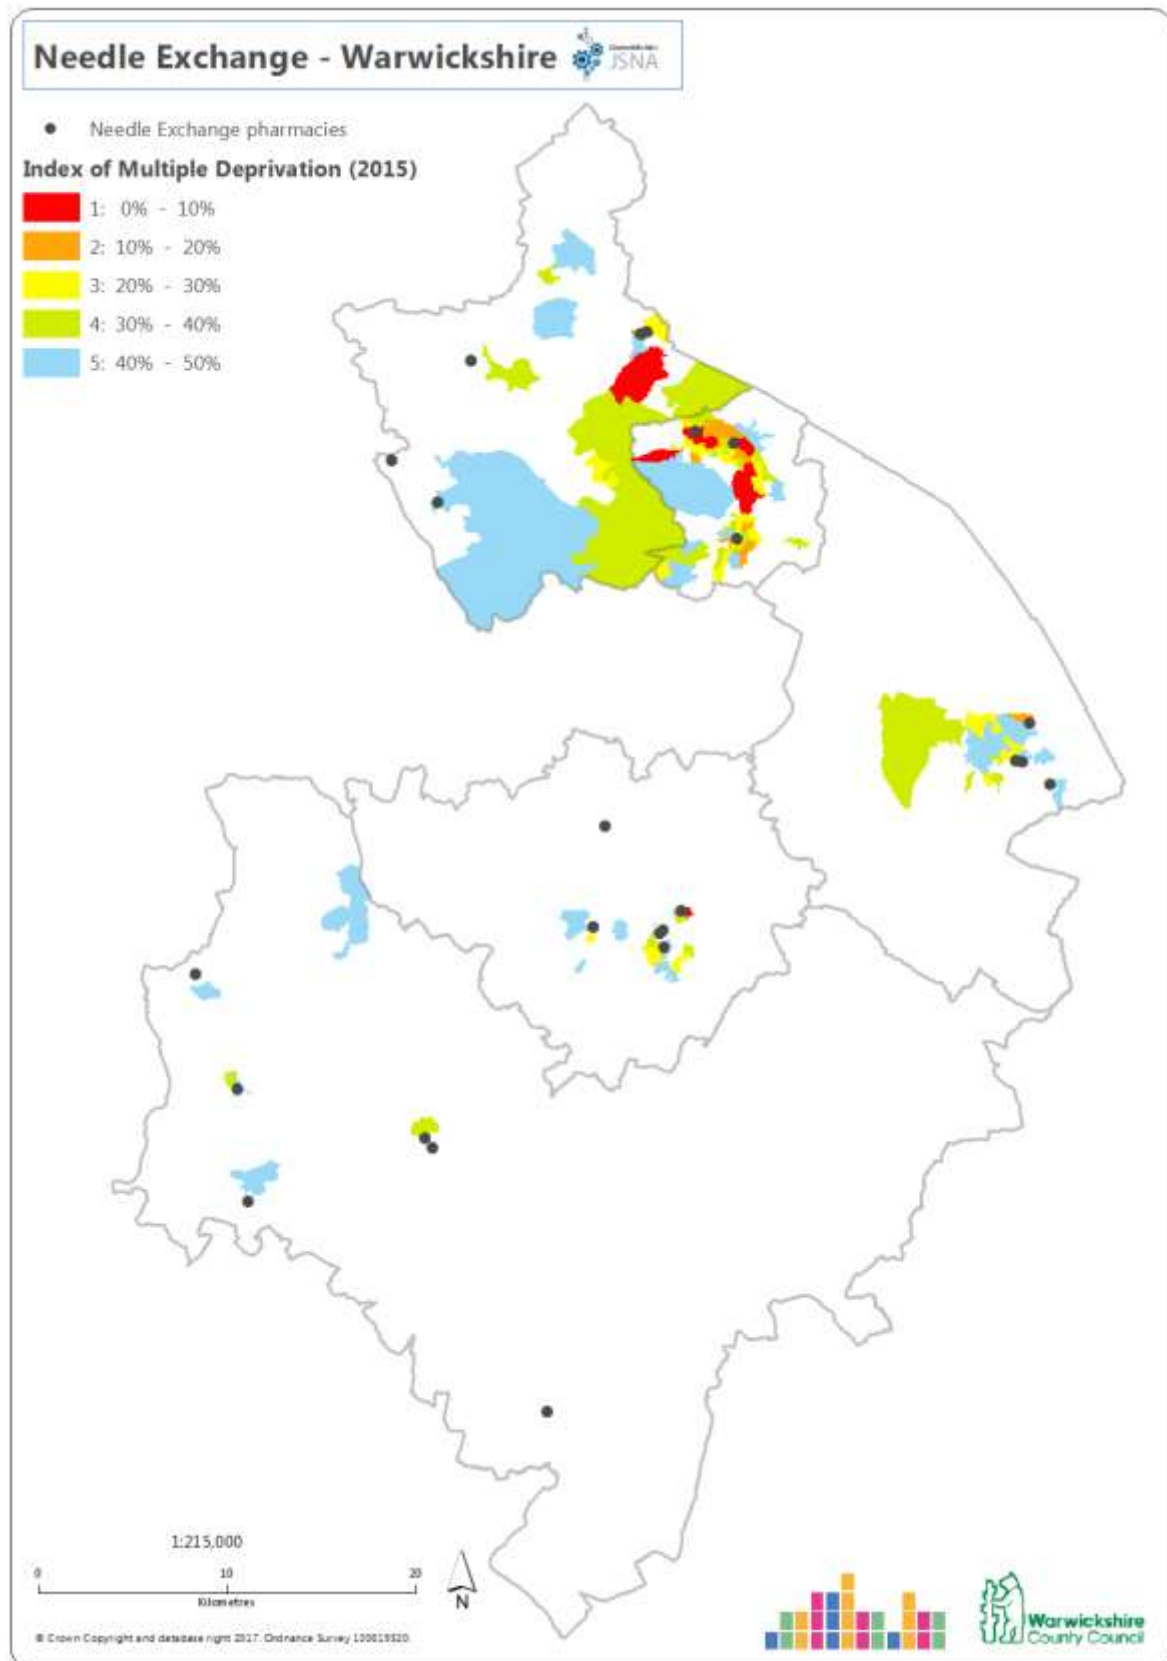 Needle Exchange - Warwickshire
JSNA
Needle Exchange pharmacies
Index of Multiple Deprivation (2015)
1: 0% - 10%
2: 10% - 20%
3: 20% - 30%
4: 30% - 40%
5: 40% - 50%
1:215,000
0 10 20
Kilometres
N
© Crown Copyright and database right 2017. Ordnance Survey 100019520.
Warwickshire
County Council